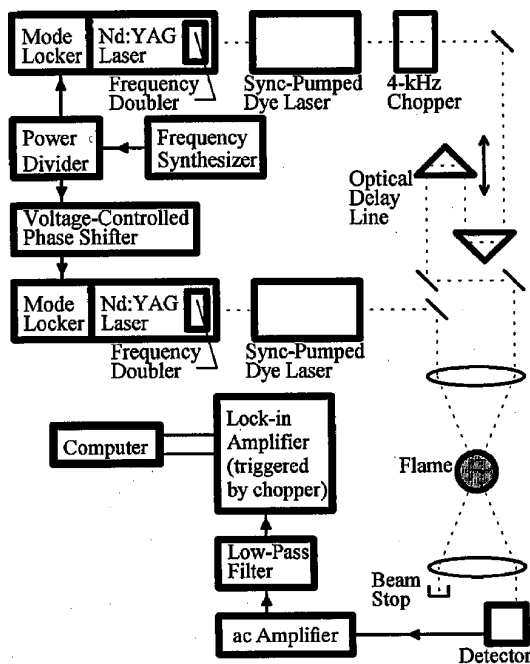 Mode
Locker
Nd:YAG
Laser
Frequency
Doubler
Sync-Pumped
Dye Laser
4-kHz
Chopper
Power
Divider
Frequency
Synthesizer
Optical
Delay
Line
Voltage-Controlled
Phase Shifter
Mode
Locker
Nd:YAG
Laser
Frequency
Doubler
Sync-Pumped
Dye Laser
Computer
Lock-in
Amplifier
(triggered
by chopper)
Flame
Low-Pass
Filter
Beam
Stop
ac Amplifier
Detector